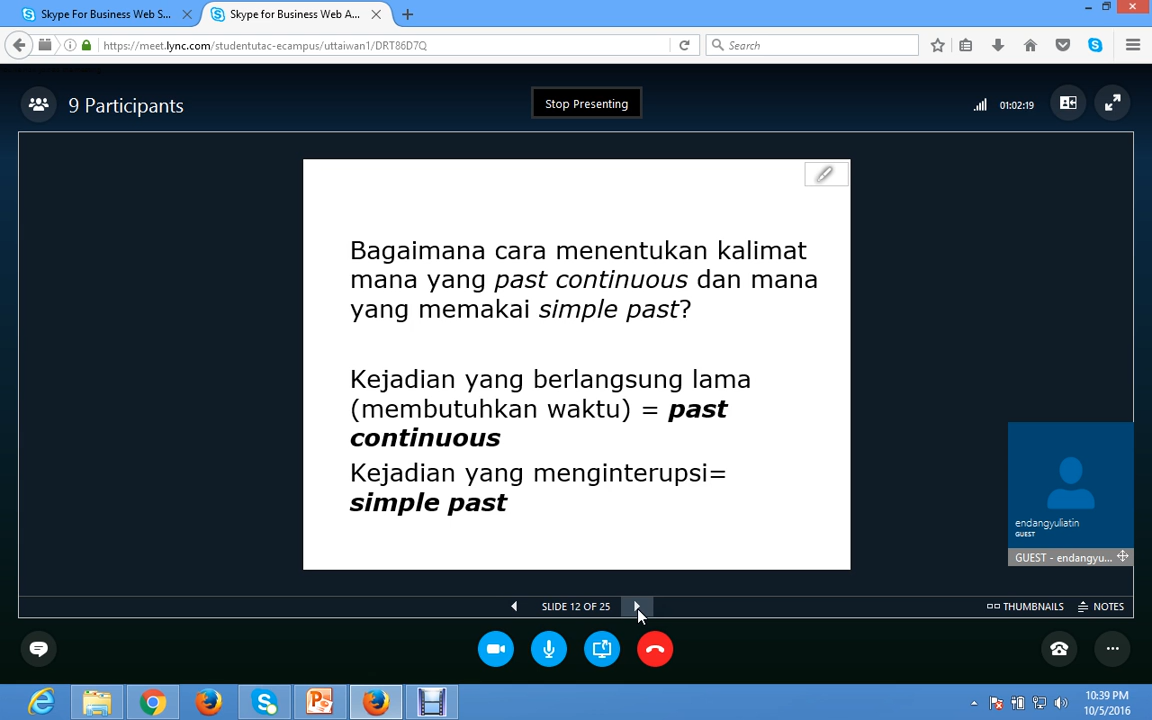 Skype For Business Web S...
Skype for Business Web A...
https://meet.lync.com/studentutac-ecampus/uttaiwan1/DRT86D7Q
Search
9 Participants
Stop Presenting
01:02:19
Bagaimana cara menentukan kalimat
mana yang past continuous dan mana
yang memakai simple past?
Kejadian yang berlangsung lama
(membutuhkan waktu) = past
continuous
Kejadian yang menginterupsi=
simple past
endangyuliatin
GUEST
GUEST - endangyu...
SLIDE 12 OF 25
THUMBNAILS
NOTES
10:39 PM
10/5/2016